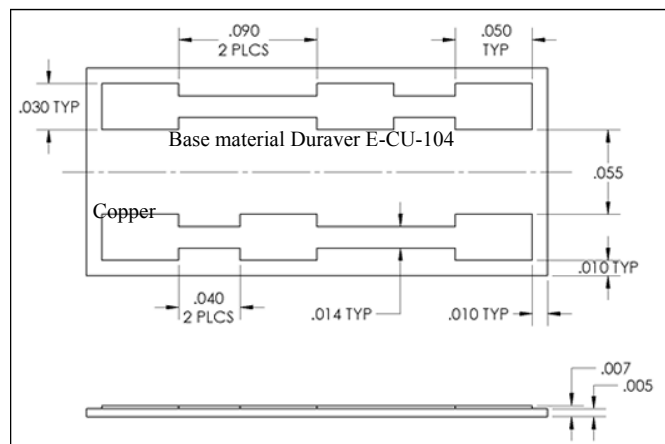 .090
2 PLCS
.050
TYP
.030 TYP
Base material Duraver E-CU-104
.055
Copper
.010 TYP
.040
2 PLCS
.014 TYP
.010 TYP
.007
.005